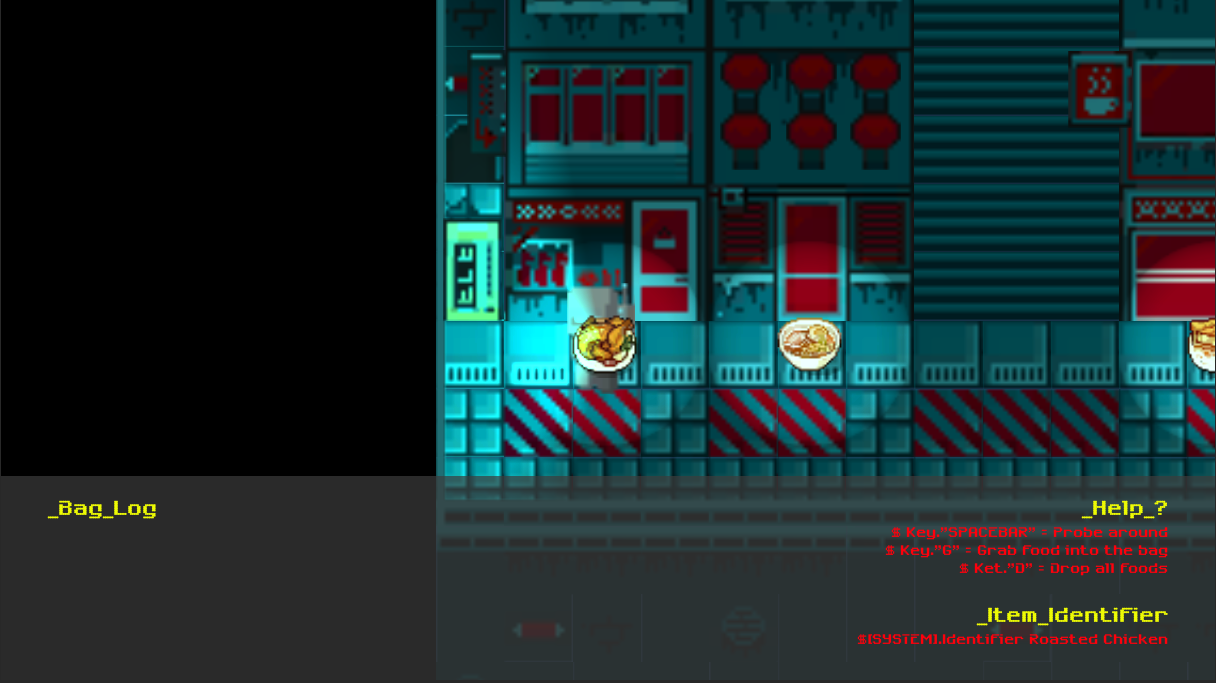 _Bag_Log
_Help_?
$ Key."SPACEBAR" = Probe around
$ Key."G" = Grab food into the bag
$ Ket."D" = Drop all foods
_Item_Identifier
$[SYSTEM].Identifier Roasted Chicken